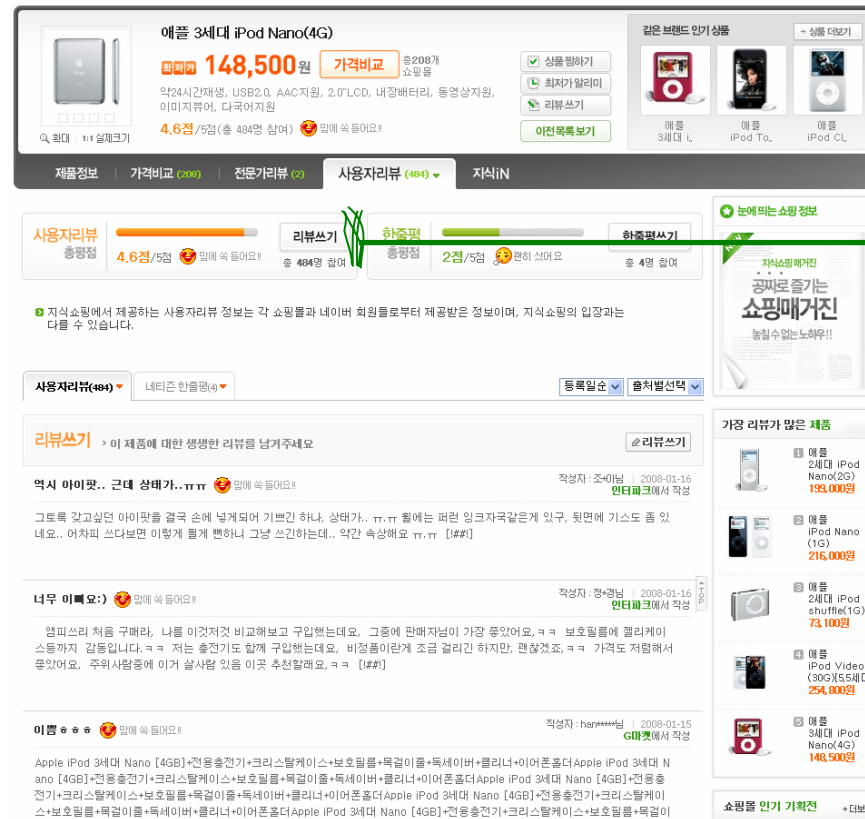 애플 3세대 iPod Nano(4G)
최저가 148,500원 가격비교 총208개 쇼핑몰
약24시간재생, USB2.0, AAC지원, 2.0"LCD, 내장배터리, 동영상지원,
이미지뷰어, 다국어지원
4.6점/5점(총 484명 참여) 맘에 쏙 들어요!!
확대 1:1 실제크기
상품 찜하기
최저가 알리미
리뷰쓰기
이전목록보기
같은 브랜드 인기 상품 + 상품 더보기
애플 3세대 i..
애플 iPod To..
애플 iPod Cl..
제품정보 가격비교 (208) 전문가리뷰 (2) 사용자리뷰 (484) 지식iN
사용자리뷰 총평점 4.6점/5점 맘에 쏙 들어요!! 리뷰쓰기 총 484명 참여
한줄평 총평점 2점/5점 괜히 샀어요 한줄평쓰기 총 4명 참여
지식쇼핑에서 제공하는 사용자리뷰 정보는 각 쇼핑몰과 네이버 회원들로부터 제공받은 정보이며, 지식쇼핑의 입장과는
다를 수 있습니다.
눈에 띄는 쇼핑 정보
NEW
지식쇼핑매거진
공짜로 즐기는
쇼핑매거진
놓칠 수 없는 노하우!!
사용자리뷰(484) 네티즌 한줄평(4) 등록일순 출처별선택
리뷰쓰기 > 이 제품에 대한 생생한 리뷰를 남겨주세요 리뷰쓰기
역시 아이팟.. 근데 상태가..ㅠㅠ 맘에 쏙 들어요!! 작성자 : 조*아님 | 2008-01-16
인터파크에서 작성
그토록 갖고싶던 아이팟을 결국 손에 넣게되어 기쁘긴 하나, 상태가.. ㅠ.ㅠ 휠에는 퍼런 잉크자국같은게 있구, 뒷면에 기스도 좀 있
네요.. 어차피 쓰다보면 이렇게 될게 뻔하니 그냥 쓰긴하는데.. 약간 속상해요 ㅠ.ㅠ [!##!]
너무 이뻐요:) 맘에 쏙 들어요!! 작성자 : 정*경님 | 2008-01-16
인터파크에서 작성
TOP
앰피쓰리 처음 구매라, 나름 이것저것 비교해보고 구입했는데요, 그중에 판매자님이 가장 좋았어요,ㅋㅋ 보호필름에 젤리케이
스등까지 감동입니다.ㅋㅋ 저는 충전기도 함께 구입했는데요, 비정품이란게 조금 걸리긴 하지만, 괜찮겠죠,ㅋㅋ 가격도 저렴해서
좋았어요, 주위사람중에 이거 살사람 있음 이곳 추천할래요,ㅋㅋ [!##!]
이쁨ㅎㅎㅎ 맘에 쏙 들어요!! 작성자 : han*****님 | 2008-01-15
G마켓에서 작성
Apple iPod 3세대 Nano [4GB]+전용충전기+크리스탈케이스+보호필름+목걸이줄+독세이버+클리너+이어폰홀더Apple iPod 3세대 N
ano [4GB]+전용충전기+크리스탈케이스+보호필름+목걸이줄+독세이버+클리너+이어폰홀더Apple iPod 3세대 Nano [4GB]+전용충
전기+크리스탈케이스+보호필름+목걸이줄+독세이버+클리너+이어폰홀더Apple iPod 3세대 Nano [4GB]+전용충전기+크리스탈케이
스+보호필름+목걸이줄+독세이버+클리너+이어폰홀더Apple iPod 3세대 Nano [4GB]+전용충전기+크리스탈케이스+보호필름+목걸이
가장 리뷰가 많은 제품
1 애플
2세대 iPod
Nano(2G)
199,000원
2 애플
iPod Nano
(1G)
216,000원
3 애플
2세대 iPod
shuffle(1G)
73,100원
4 애플
iPod Video
(30G)[5.5세대
254,800원
5 애플
3세대 iPod
Nano(4G)
148,500원
쇼핑몰 인기 기획전 +더보